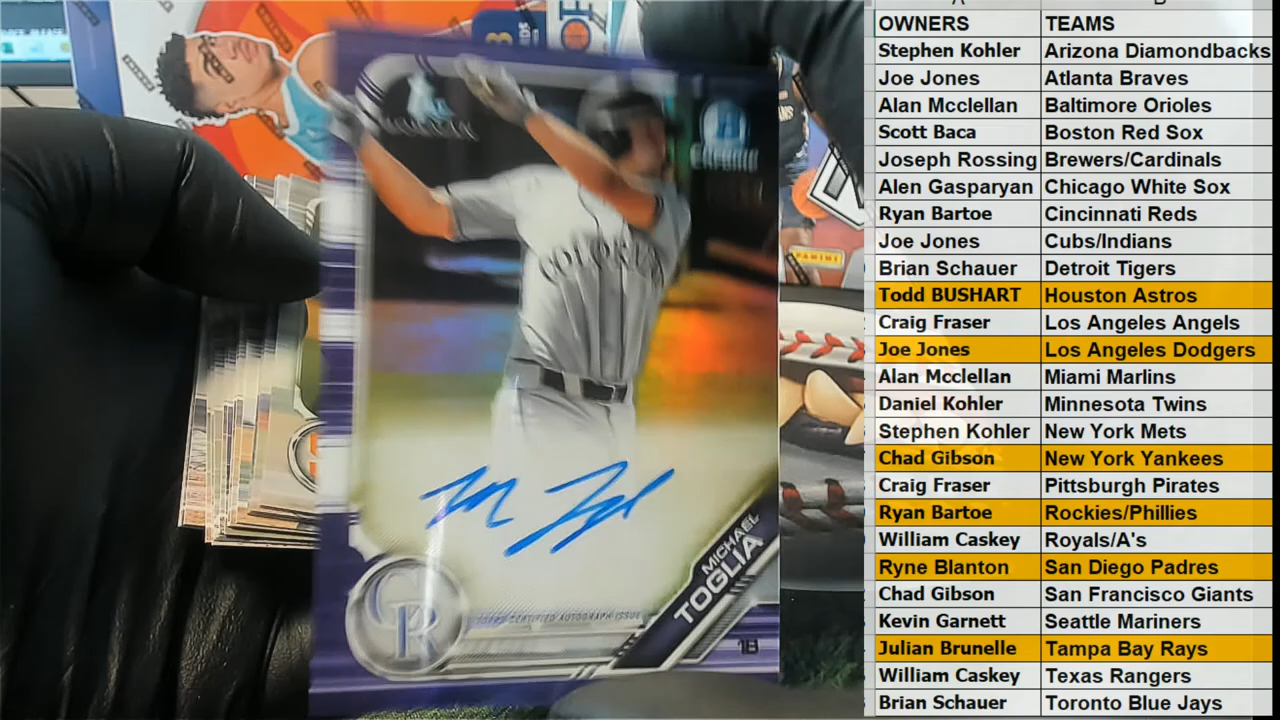 COLORADO
CR
TOPPS CERTIFIED AUTOGRAPH ISSUE
MICHAEL
TOGLIA
1B
PANINI
OWNERS TEAMS
Stephen Kohler Arizona Diamondbacks
Joe Jones Atlanta Braves
Alan Mcclellan Baltimore Orioles
Scott Baca Boston Red Sox
Joseph Rossing Brewers/Cardinals
Alen Gasparyan Chicago White Sox
Ryan Bartoe Cincinnati Reds
Joe Jones Cubs/Indians
Brian Schauer Detroit Tigers
Todd BUSHART Houston Astros
Craig Fraser Los Angeles Angels
Joe Jones Los Angeles Dodgers
Alan Mcclellan Miami Marlins
Daniel Kohler Minnesota Twins
Stephen Kohler New York Mets
Chad Gibson New York Yankees
Craig Fraser Pittsburgh Pirates
Ryan Bartoe Rockies/Phillies
William Caskey Royals/A's
Ryne Blanton San Diego Padres
Chad Gibson San Francisco Giants
Kevin Garnett Seattle Mariners
Julian Brunelle Tampa Bay Rays
William Caskey Texas Rangers
Brian Schauer Toronto Blue Jays